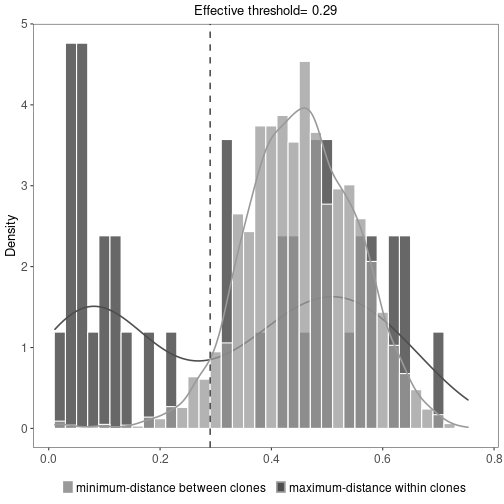 Effective threshold= 0.29
5
4
3
2
1
0
Density
0.0 0.2 0.4 0.6 0.8
minimum-distance between clones maximum-distance within clones